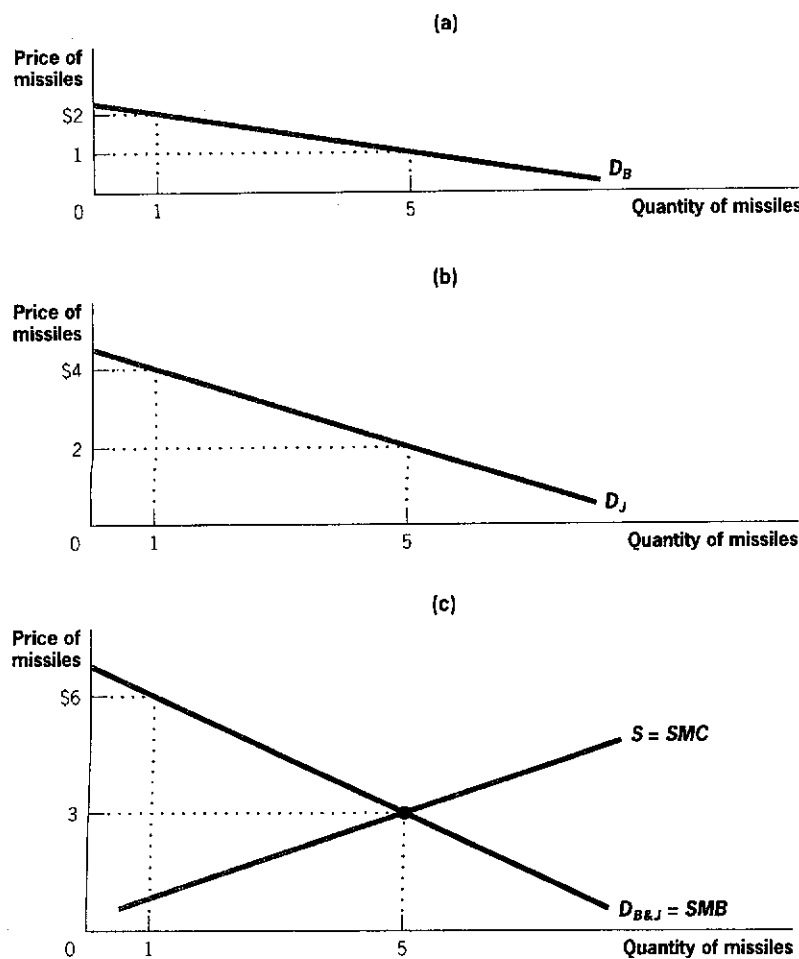 (a)
Price of
missiles
$2
1
D_B
0 1 5 Quantity of missiles
(b)
Price of
missiles
$4
2
D_J
0 1 5 Quantity of missiles
(c)
Price of
missiles
$6
S = SMC
3
D_B&J = SMB
0 1 5 Quantity of missiles